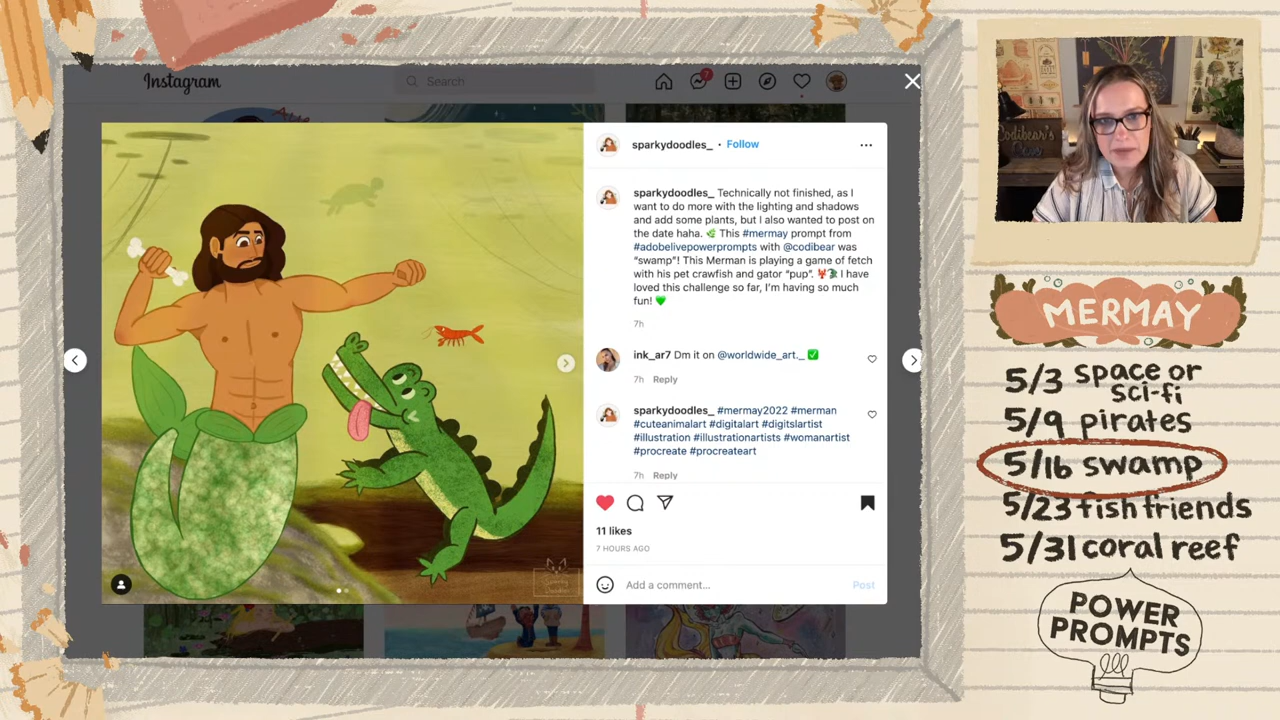 Instagram
Search
7
sparkydoodles_ • Follow
sparkydoodles_ Technically not finished, as I
want to do more with the lighting and shadows
and add some plants, but I also wanted to post on
the date haha. 🌿 This #mermay prompt from
#adobelivepowerprompts with @codibear was
“swamp”! This Merman is playing a game of fetch
with his pet crawfish and gator “pup”. 🦞🐊 I have
loved this challenge so far, I'm having so much
fun! 💚
7h
ink_ar7 Dm it on @worldwide_art._ ✅
7h Reply
sparkydoodles_ #mermay2022 #merman
#cuteanimalart #digitalart #digitslartist
#illustration #illustrationartists #womanartist
#procreate #procreateart
7h Reply
11 likes
7 HOURS AGO
Add a comment... Post
Sparky
Doodles
Codibear's
MERMAY
5/3 space or
sci-fi
5/9 pirates
5/16 swamp
5/23 fish friends
5/31 coral reef
POWER
PROMPTS